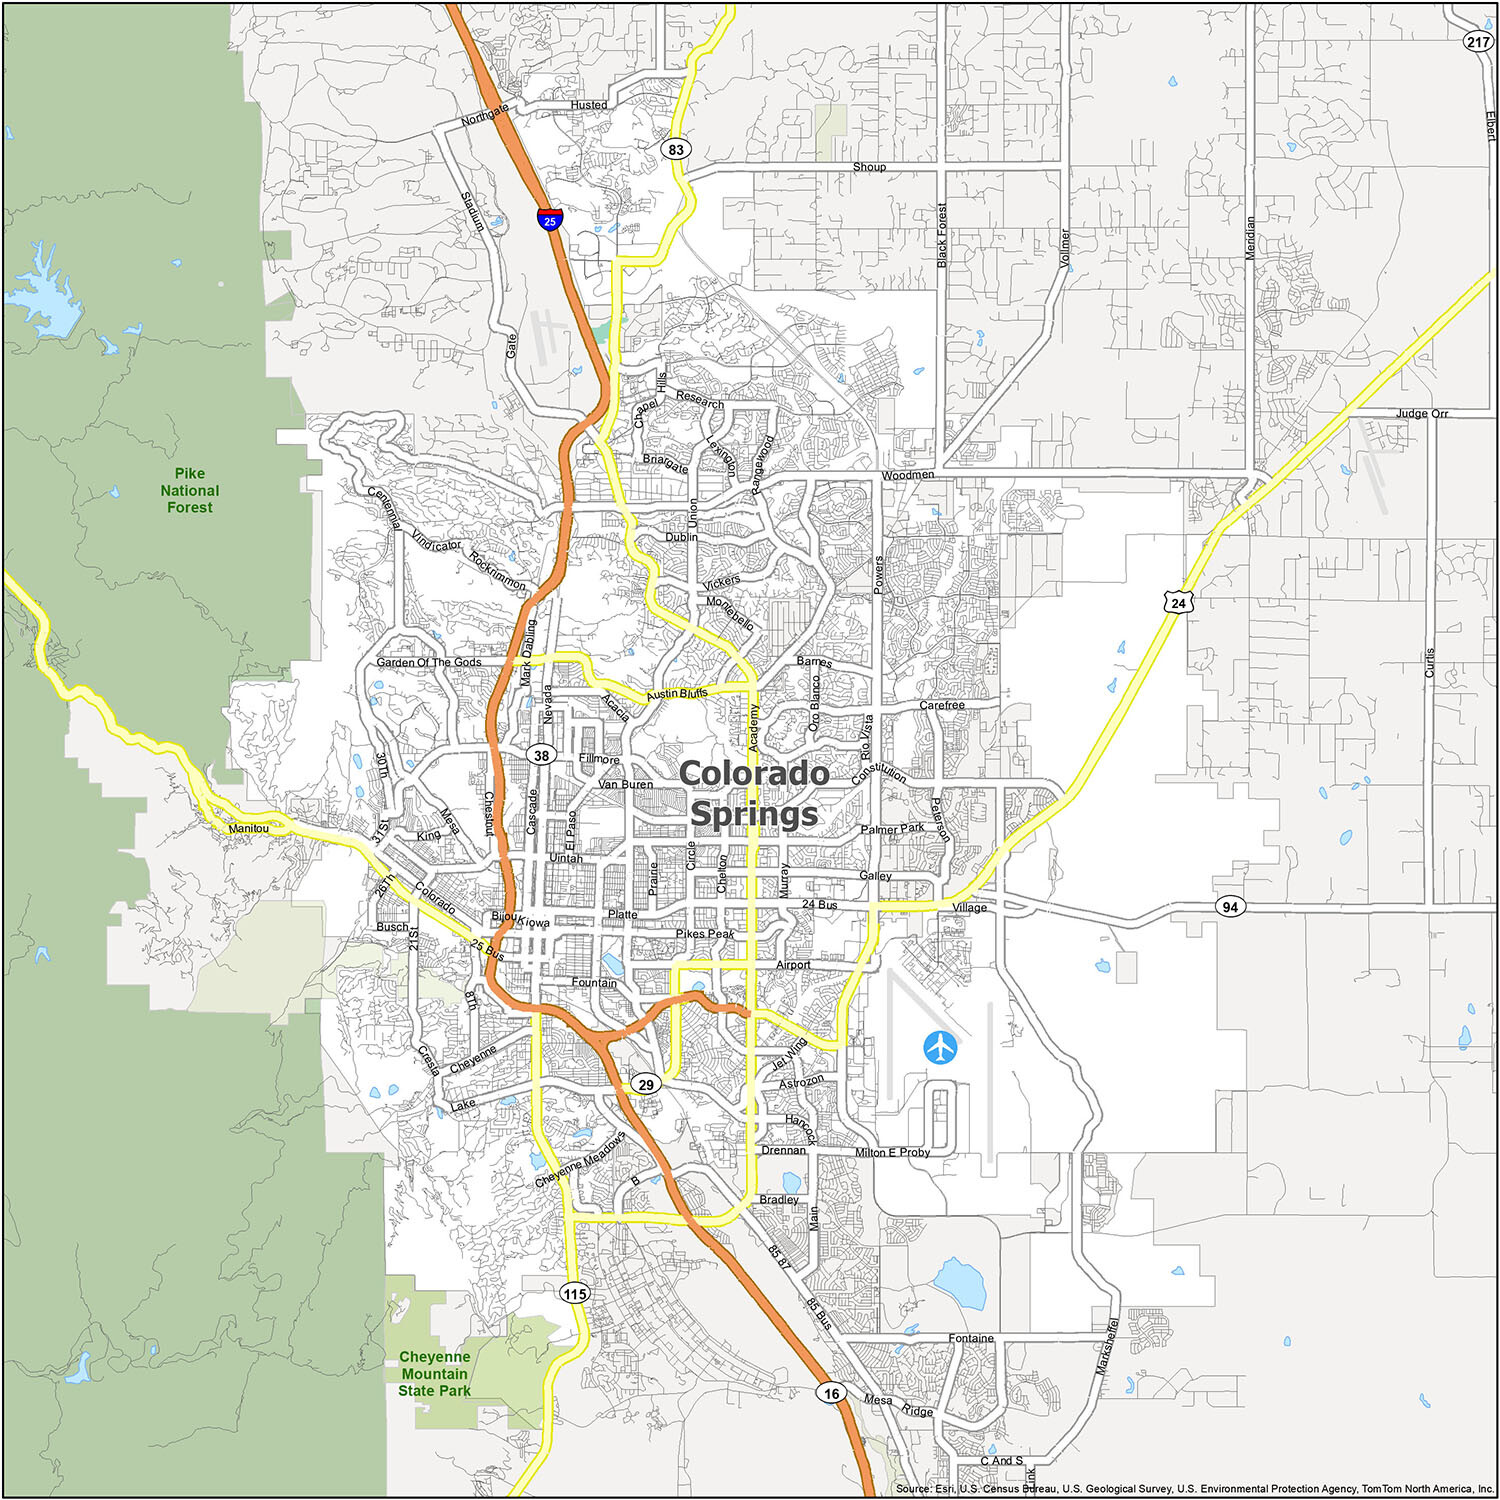 217
Elbert
Northgate
Husted
83
Shoup
Stadium
25
Black Forest
Vollmer
Meridian
Gate
Hills
Chapel
Research
Judge Orr
Lexington
Rangewood
Briargate
Woodmen
Pike
National
Forest
Centennial
Union
Vindicator
Dublin
Rockrimmon
Vickers
Powers
24
Montebello
Mark Dabling
Garden Of The Gods
Barnes
Curtis
Austin Bluffs
Nevada
Acacia
Oro Blanco
Carefree
Academy
Rio Vista
30Th
38
Fillmore
Colorado
Springs
Constitution
Van Buren
Chestnut
Cascade
El Paso
Mesa
Peterson
31St
King
Manitou
Palmer Park
Uintah
Circle
Prairie
Chelton
Murray
Galley
26Th
Colorado
24 Bus
Village
94
Bijou
Kiowa
Platte
Busch
21St
Pikes Peak
25 Bus
Airport
Fountain
8Th
Cresta
Cheyenne
Jet Wing
29
Astrozon
Lake
Hancock
Cheyenne Meadows
Drennan
Milton E Proby
B
Bradley
Main
85 87
115
85 Bus
Fontaine
Marksheffel
Cheyenne
Mountain
State Park
16
Mesa
Ridge
C And S
Link
Source: Esri, U.S. Census Bureau, U.S. Geological Survey, U.S. Environmental Protection Agency, TomTom North America, Inc.